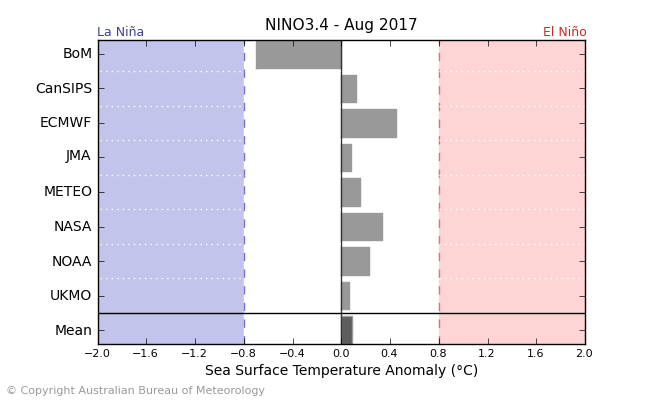 NINO3.4 - Aug 2017
La Niña El Niño
BoM
CanSIPS
ECMWF
JMA
METEO
NASA
NOAA
UKMO
Mean
−2.0 −1.6 −1.2 −0.8 −0.4 0.0 0.4 0.8 1.2 1.6 2.0
Sea Surface Temperature Anomaly (°C)
© Copyright Australian Bureau of Meteorology